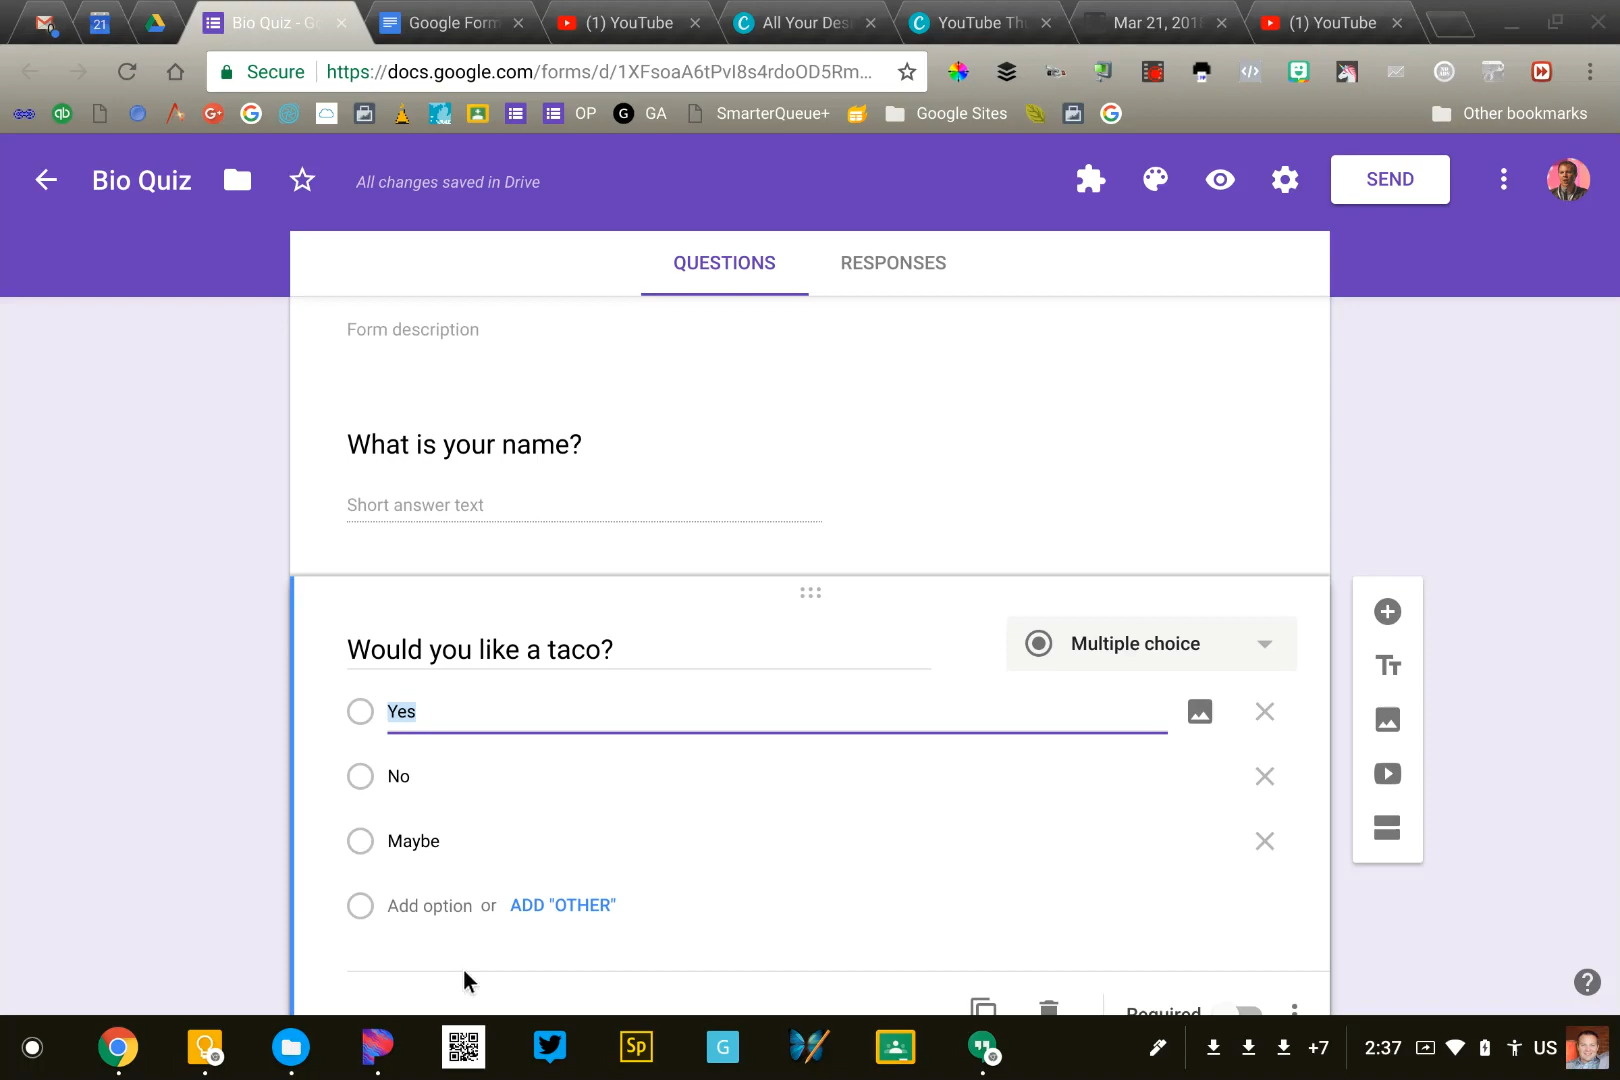 21
Bio Quiz - G
Google Form
(1) YouTube
All Your Des
YouTube Th
Mar 21, 201
(1) YouTube
Secure
https://docs.google.com/forms/d/1XFsoaA6tPvI8s4rdoOD5Rm...
qb
G+
OP
G
GA
SmarterQueue+
Google Sites
Other bookmarks
Bio Quiz
All changes saved in Drive
SEND
QUESTIONS
RESPONSES
Form description
What is your name?
Short answer text
Would you like a taco?
Multiple choice
Yes
No
Maybe
Add option or ADD "OTHER"
Required
Sp
G
+7
2:37
US